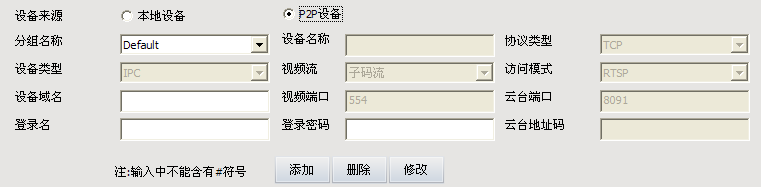 设备来源 本地设备 P2P设备
分组名称 Default 设备名称 协议类型 TCP
设备类型 IPC 视频流 子码流 访问模式 RTSP
设备域名 视频端口 554 云台端口 8091
登录名 登录密码 云台地址码
注:输入中不能含有#符号 添加 删除 修改